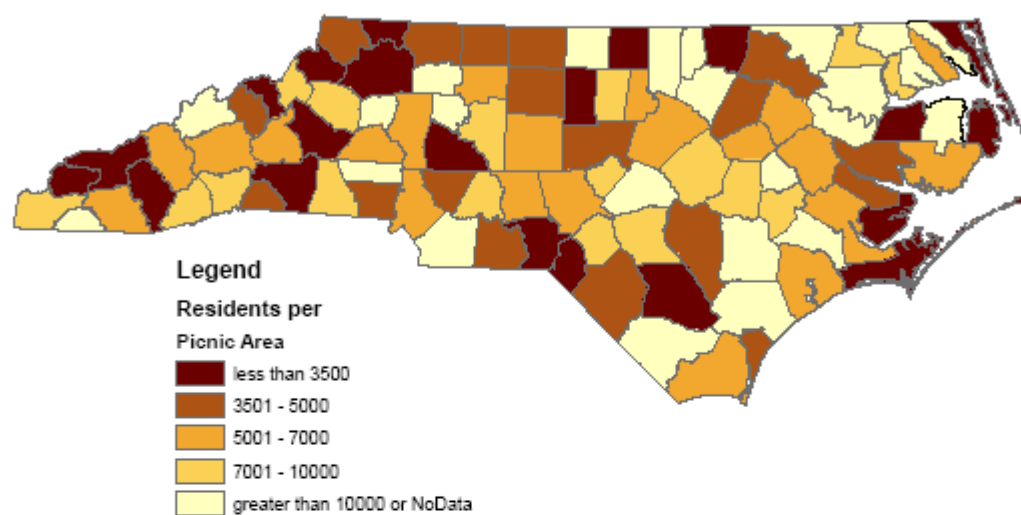 Legend
Residents per
Picnic Area
less than 3500
3501 - 5000
5001 - 7000
7001 - 10000
greater than 10000 or NoData